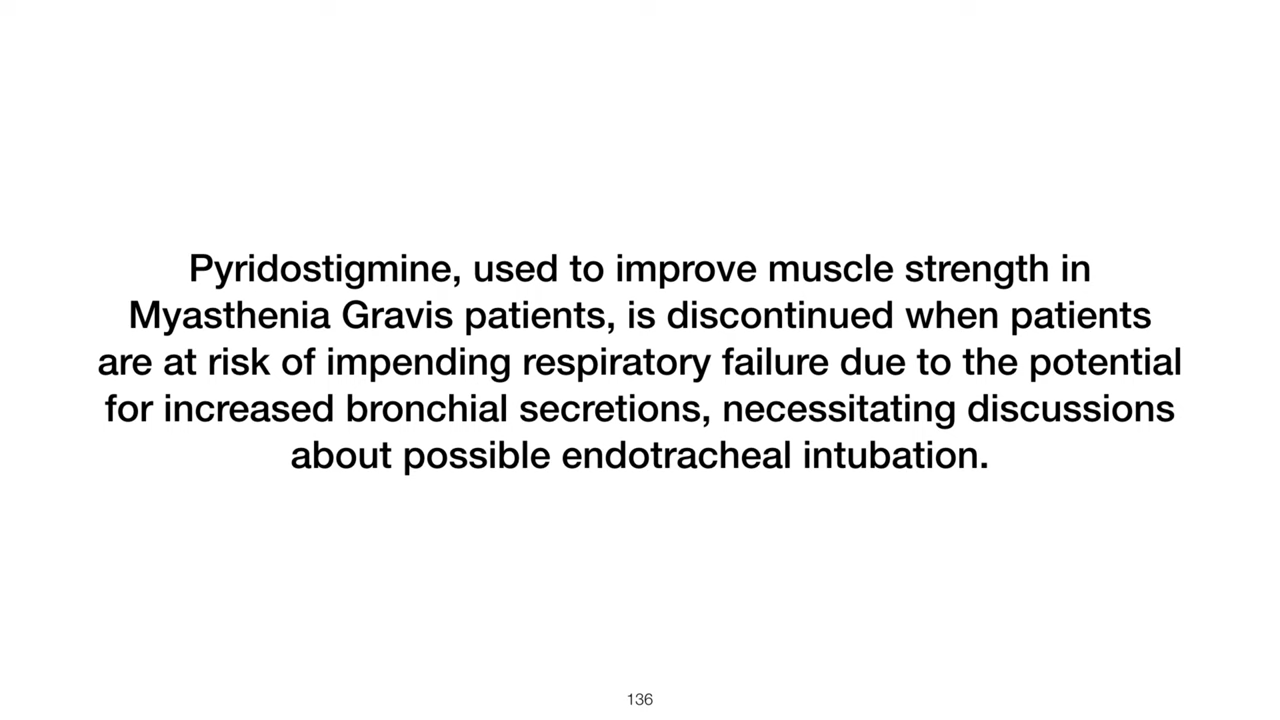 Pyridostigmine, used to improve muscle strength in
Myasthenia Gravis patients, is discontinued when patients
are at risk of impending respiratory failure due to the potential
for increased bronchial secretions, necessitating discussions
about possible endotracheal intubation.
136